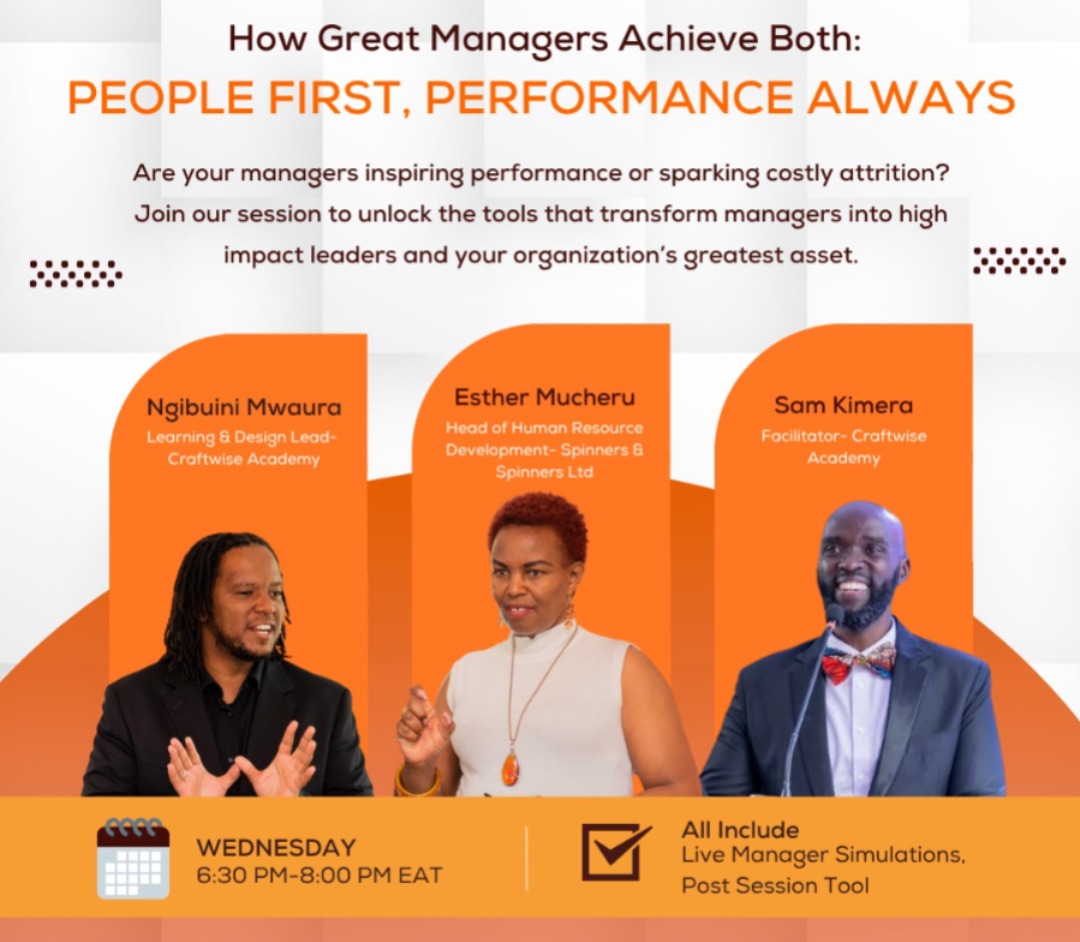 How Great Managers Achieve Both:
PEOPLE FIRST, PERFORMANCE ALWAYS
Are your managers inspiring performance or sparking costly attrition?
Join our session to unlock the tools that transform managers into high
impact leaders and your organization's greatest asset.
Ngibuini Mwaura
Learning & Design Lead-
Craftwise Academy
Esther Mucheru
Head of Human Resource
Development- Spinners &
Spinners Ltd
Sam Kimera
Facilitator- Craftwise
Academy
WEDNESDAY
6:30 PM-8:00 PM EAT
All Include
Live Manager Simulations,
Post Session Tool